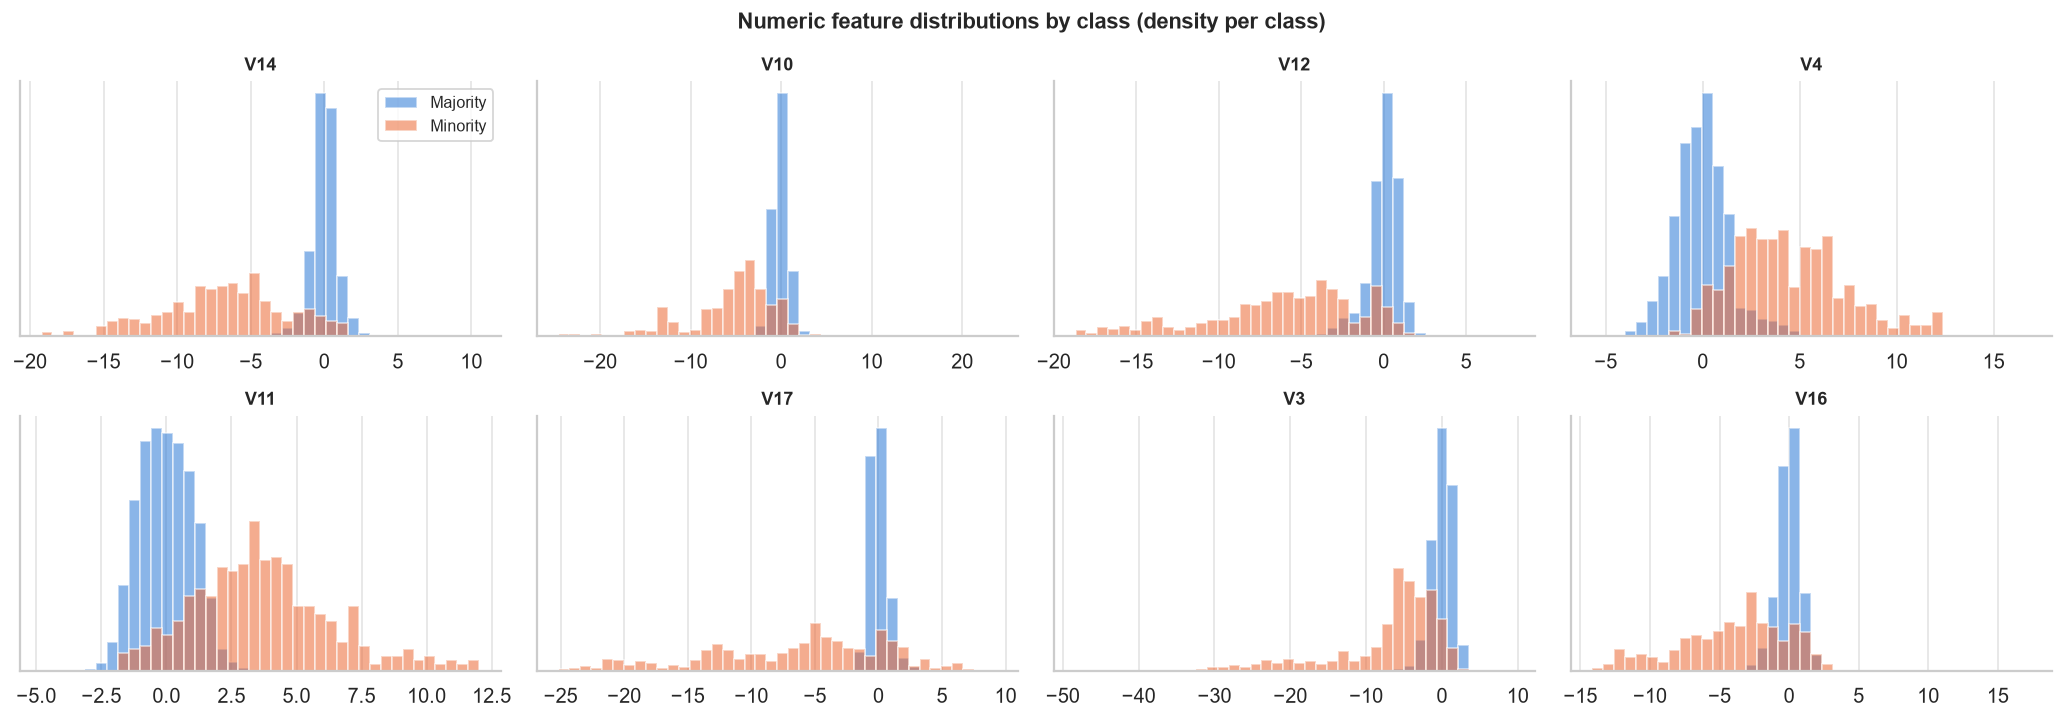 Numeric feature distributions by class (density per class)
V14 V10 V12 V4
Majority
Minority
−20 −15 −10 −5 0 5 10
−20 −10 0 10 20
−20 −15 −10 −5 0 5
−5 0 5 10 15
V11 V17 V3 V16
−5.0 −2.5 0.0 2.5 5.0 7.5 10.0 12.5
−25 −20 −15 −10 −5 0 5 10
−50 −40 −30 −20 −10 0 10
−15 −10 −5 0 5 10 15